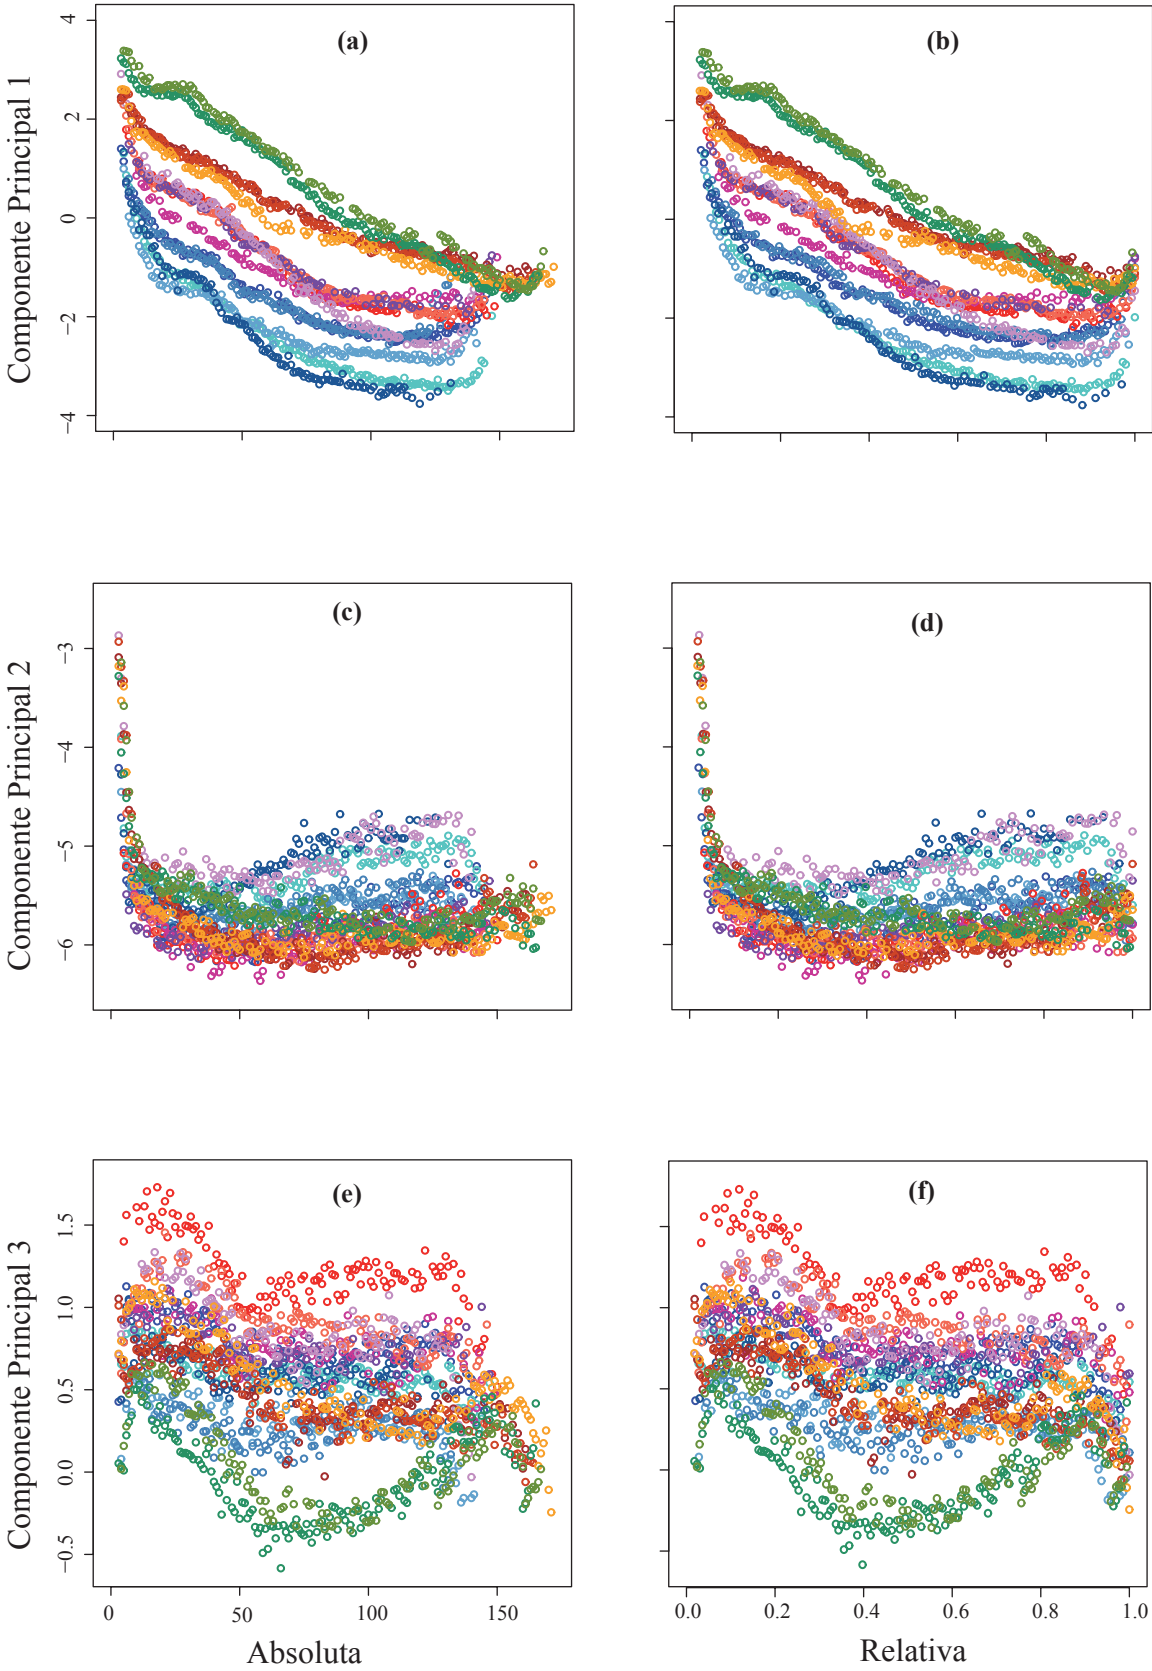 (a)
(b)
Componente Principal 1
4
2
0
−2
−4
(c)
(d)
Componente Principal 2
−3
−4
−5
−6
(e)
(f)
Componente Principal 3
1.5
1.0
0.5
0.0
−0.5
0 50 100 150
0.0 0.2 0.4 0.6 0.8 1.0
Absoluta
Relativa